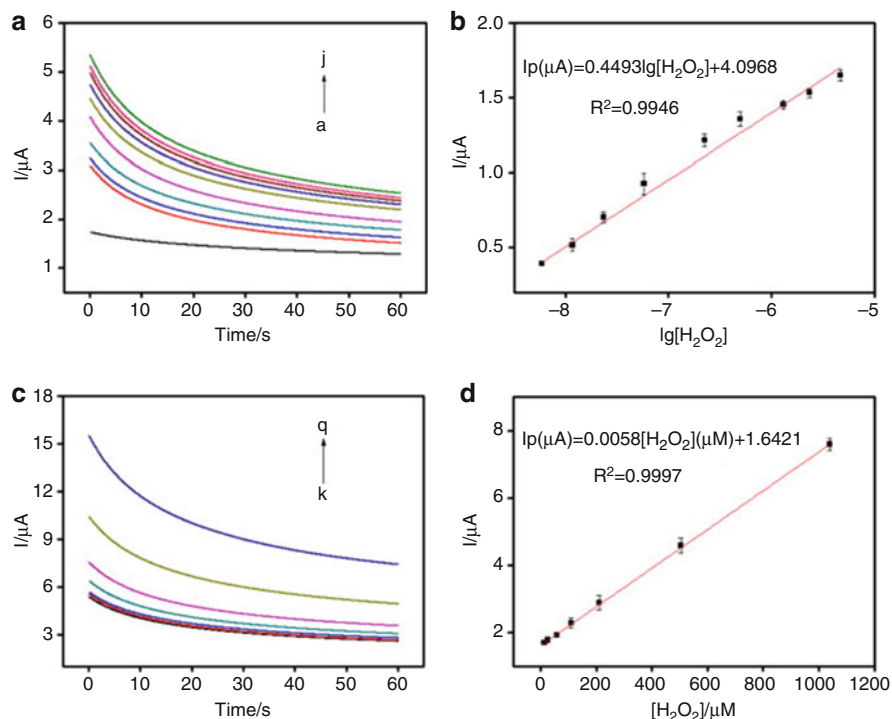 a
I/μA
6
5
4
3
2
1
j
a
0 10 20 30 40 50 60
Time/s
b
I/μA
2.0
1.5
1.0
0.5
Ip(μA)=0.4493lg[H₂O₂]+4.0968
R²=0.9946
–8 –7 –6 –5
lg[H₂O₂]
c
I/μA
18
15
12
9
6
3
q
k
0 10 20 30 40 50 60
Time/s
d
I/μA
8
6
4
2
Ip(μA)=0.0058[H₂O₂](μM)+1.6421
R²=0.9997
0 200 400 600 800 1000 1200
[H₂O₂]/μM